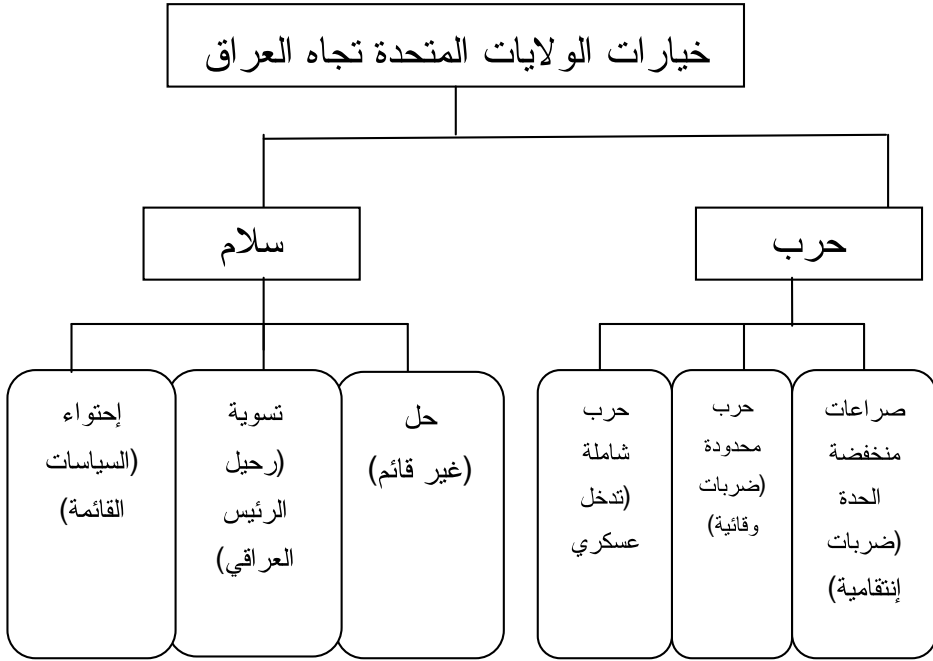 خيارات الولايات المتحدة تجاه العراق
حرب
سلام
صراعات
منخفضة
الحدة
(ضربات
إنتقامية)
حرب
محدودة
(ضربات
وقائية)
حرب
شاملة
(تدخل
عسكري
حل
(غير قائم)
تسوية
(رحيل
الرئيس
العراقي)
إحتواء
(السياسات
القائمة)